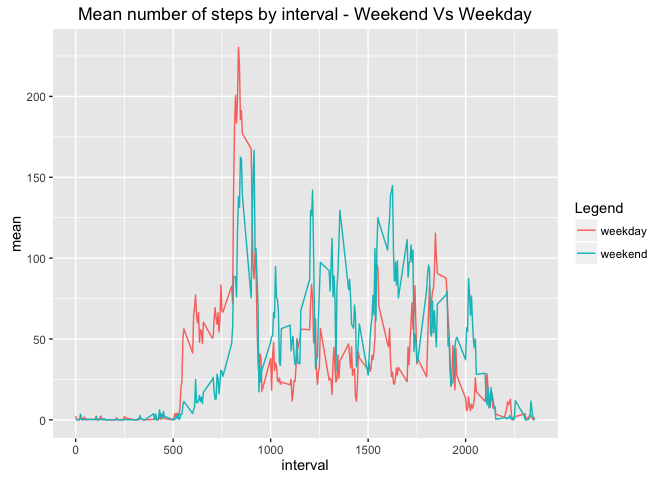 Mean number of steps by interval - Weekend Vs Weekday
200
150
100
50
0
mean
0
500
1000
1500
2000
interval
Legend
weekday
weekend